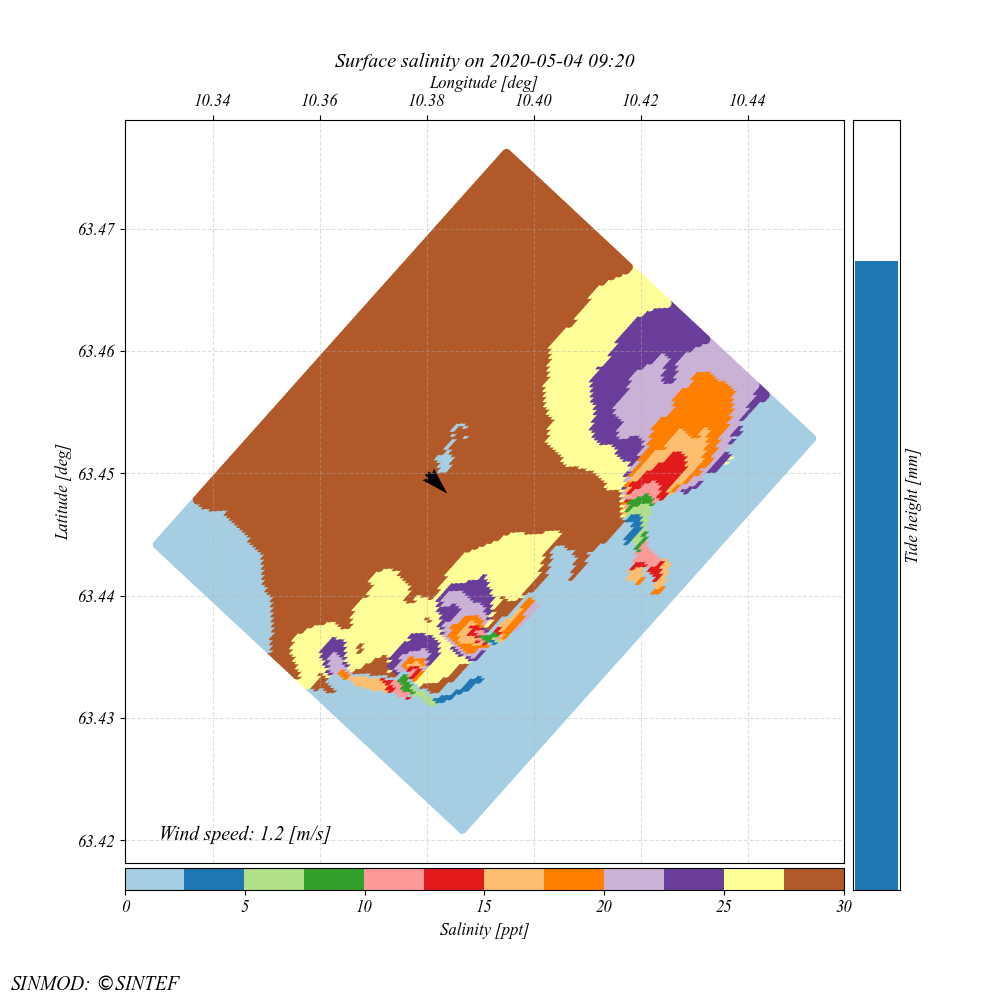 Surface salinity on 2020-05-04 09:20
Longitude [deg]
10.34 10.36 10.38 10.40 10.42 10.44
63.47
63.46
63.45
63.44
63.43
63.42
Latitude [deg]
Tide height [mm]
Wind speed: 1.2 [m/s]
0 5 10 15 20 25 30
Salinity [ppt]
SINMOD: ©SINTEF